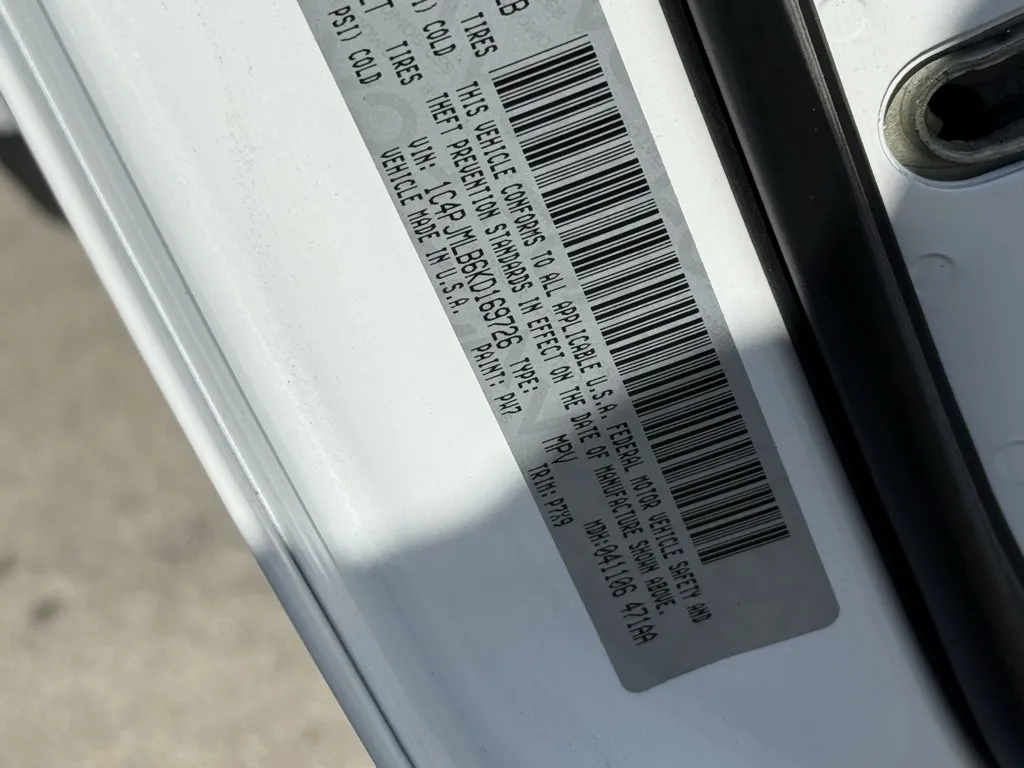 TIRES
PSI) COLD
TIRES
COLD
THIS VEHICLE CONFORMS TO ALL APPLICABLE U.S.A. FEDERAL MOTOR VEHICLE SAFETY AND
THEFT PREVENTION STANDARDS IN EFFECT ON THE DATE OF MANUFACTURE SHOWN ABOVE.
VIN: 1C4PJMLB6KD169726 TYPE: MPV MDH:041106 471AA
VEHICLE MADE IN U.S.A. PAINT: PW7 TRIM: P7X9